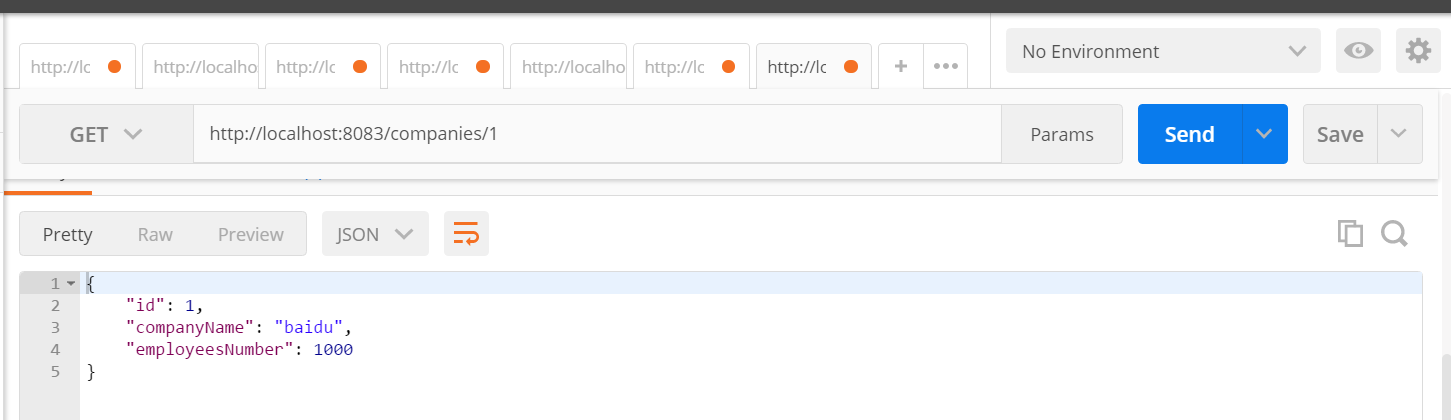 http://lc http://localho http://lc http://lc http://localho http://lc http://lc + ••• No Environment
GET http://localhost:8083/companies/1 Params Send Save
Pretty Raw Preview JSON
1 {
2 "id": 1,
3 "companyName": "baidu",
4 "employeesNumber": 1000
5 }